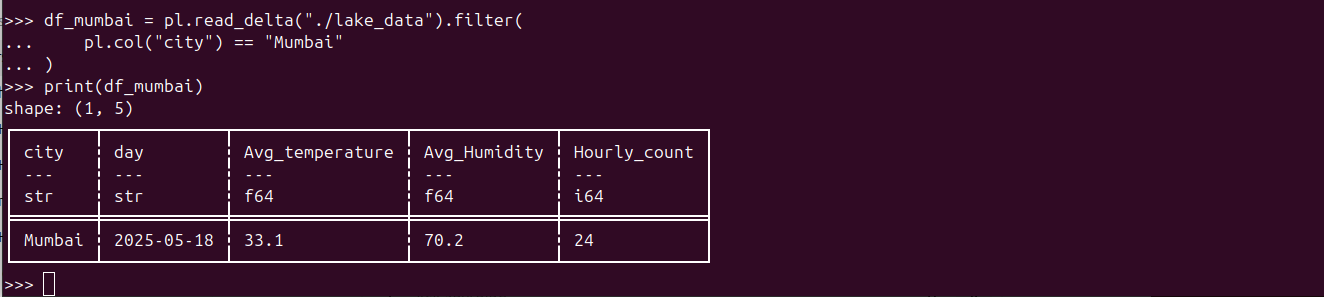 >>> df_mumbai = pl.read_delta("./lake_data").filter(
...     pl.col("city") == "Mumbai"
... )
>>> print(df_mumbai)
shape: (1, 5)
city day Avg_temperature Avg_Humidity Hourly_count
--- --- --- --- ---
str str f64 f64 i64
Mumbai 2025-05-18 33.1 70.2 24
>>>